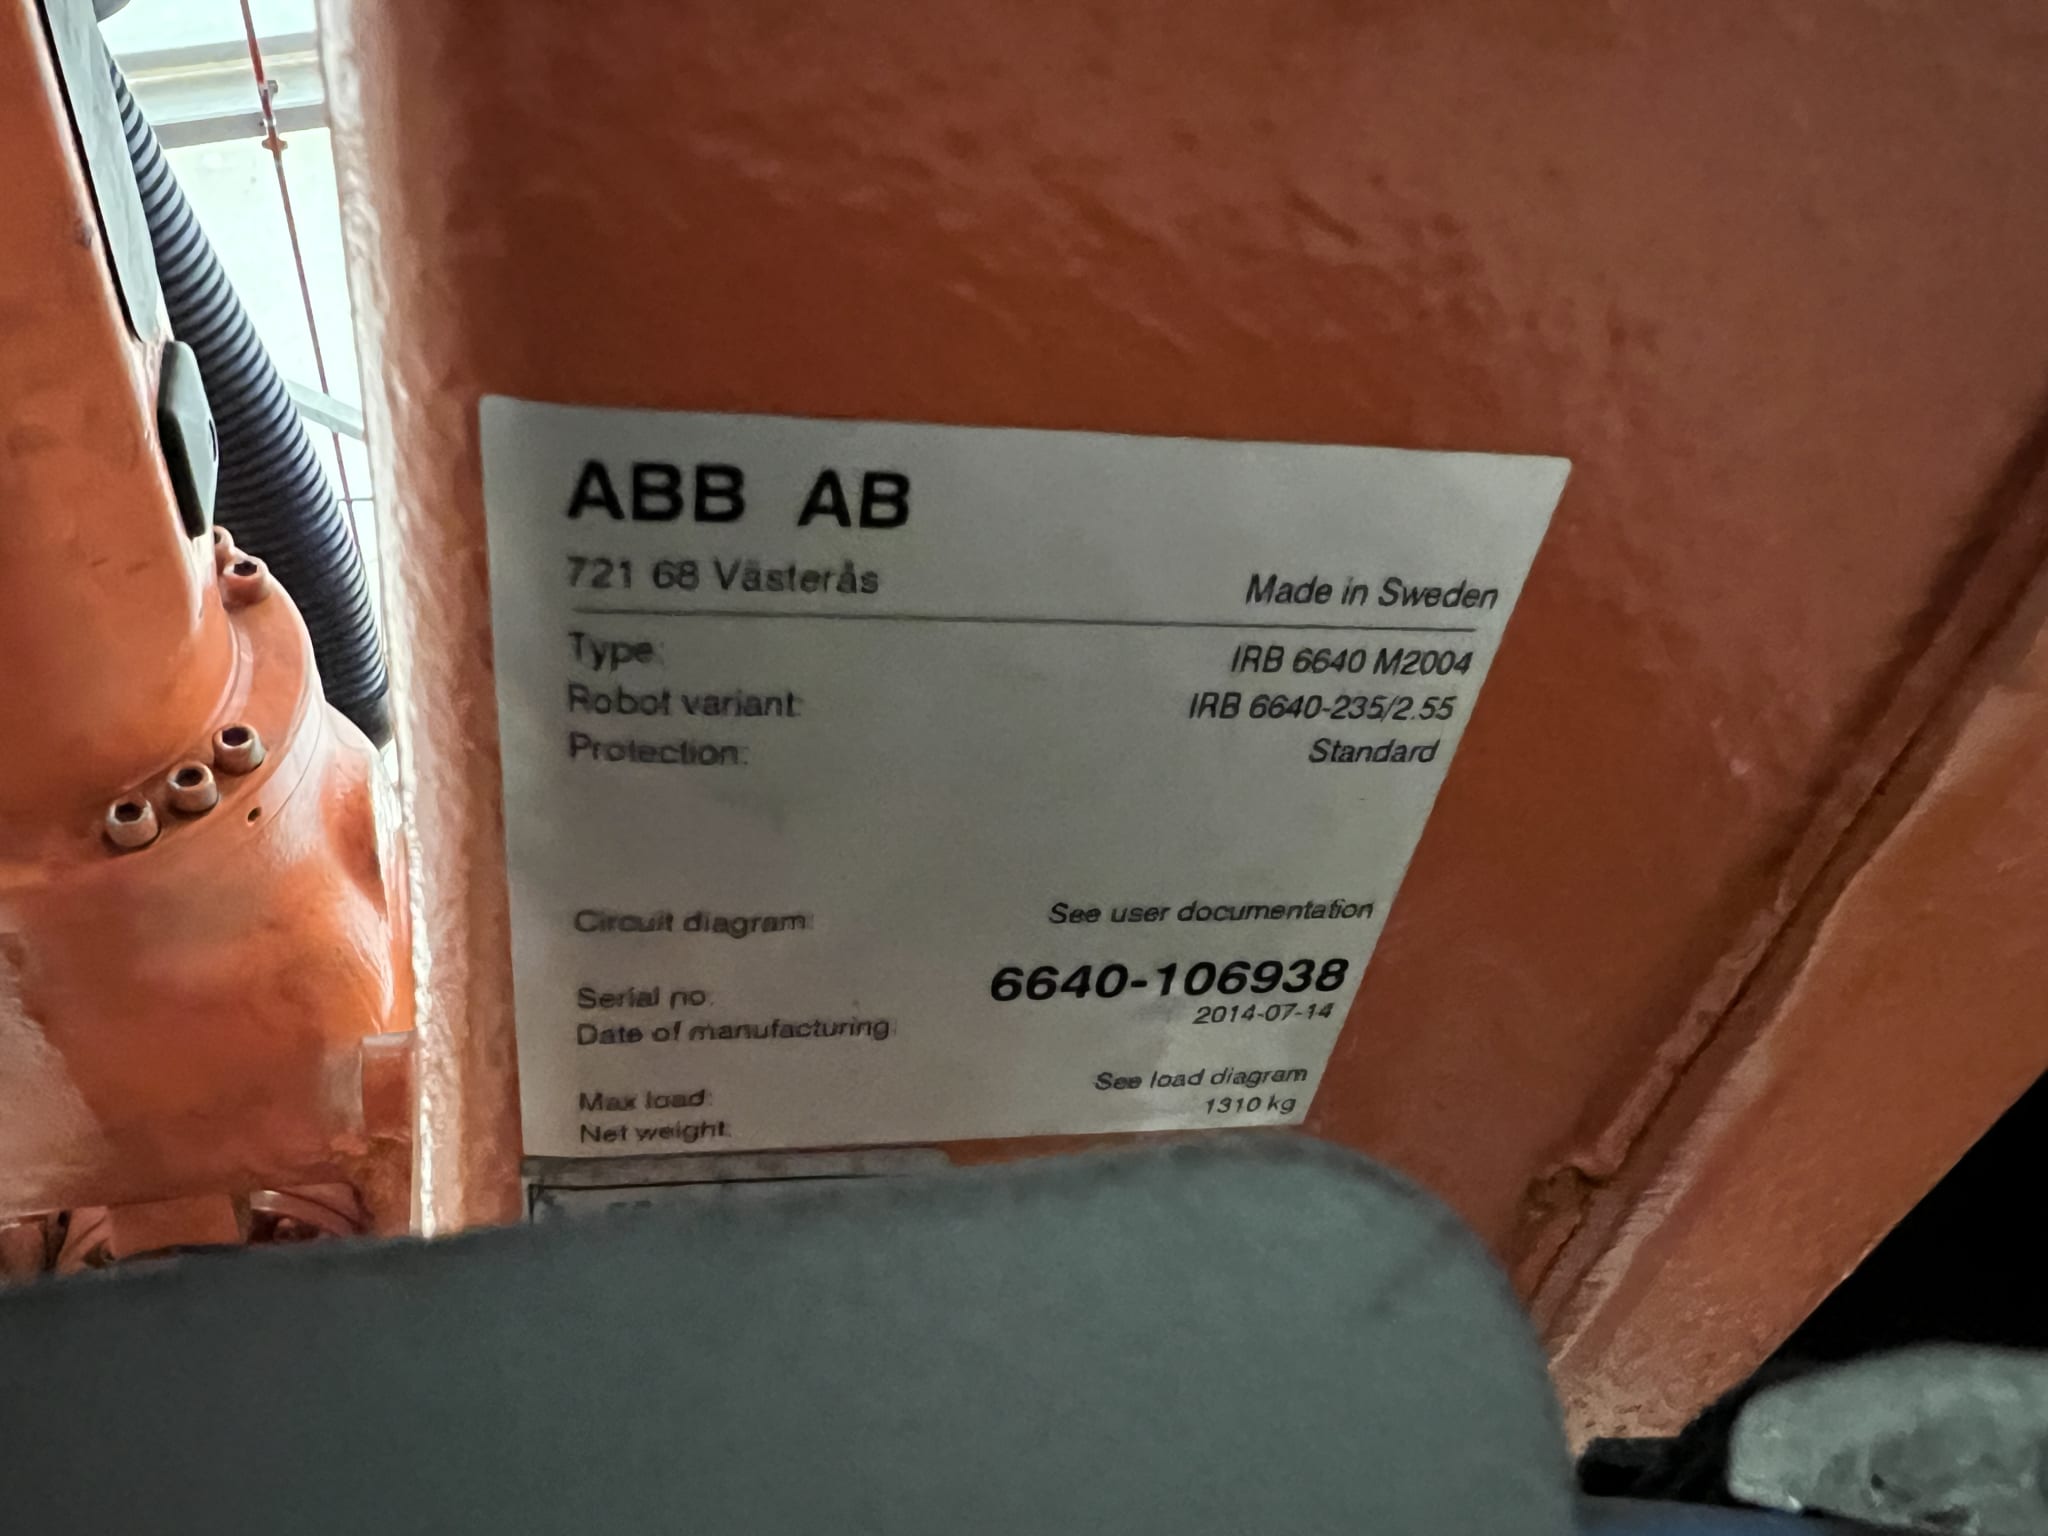 ABB AB
721 68 Västerås
Made in Sweden
Type: IRB 6640 M2004
Robot variant: IRB 6640-235/2.55
Protection: Standard
Circuit diagram: See user documentation
Serial no. 6640-106938
Date of manufacturing: 2014-07-14
Max load: See load diagram
Net weight: 1310 kg